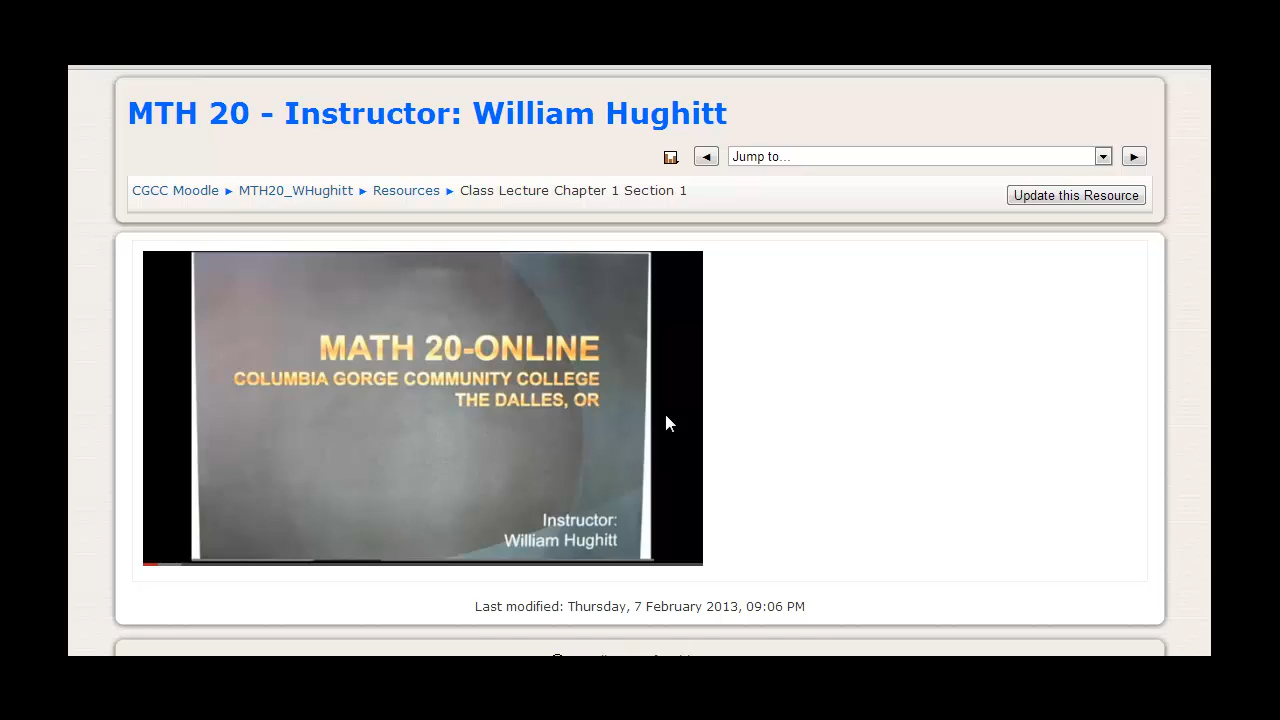 MTH 20 - Instructor: William Hughitt
Jump to...
CGCC Moodle ► MTH20_WHughitt ► Resources ► Class Lecture Chapter 1 Section 1
Update this Resource
MATH 20-ONLINE
COLUMBIA GORGE COMMUNITY COLLEGE
THE DALLES, OR
Instructor:
William Hughitt
Last modified: Thursday, 7 February 2013, 09:06 PM